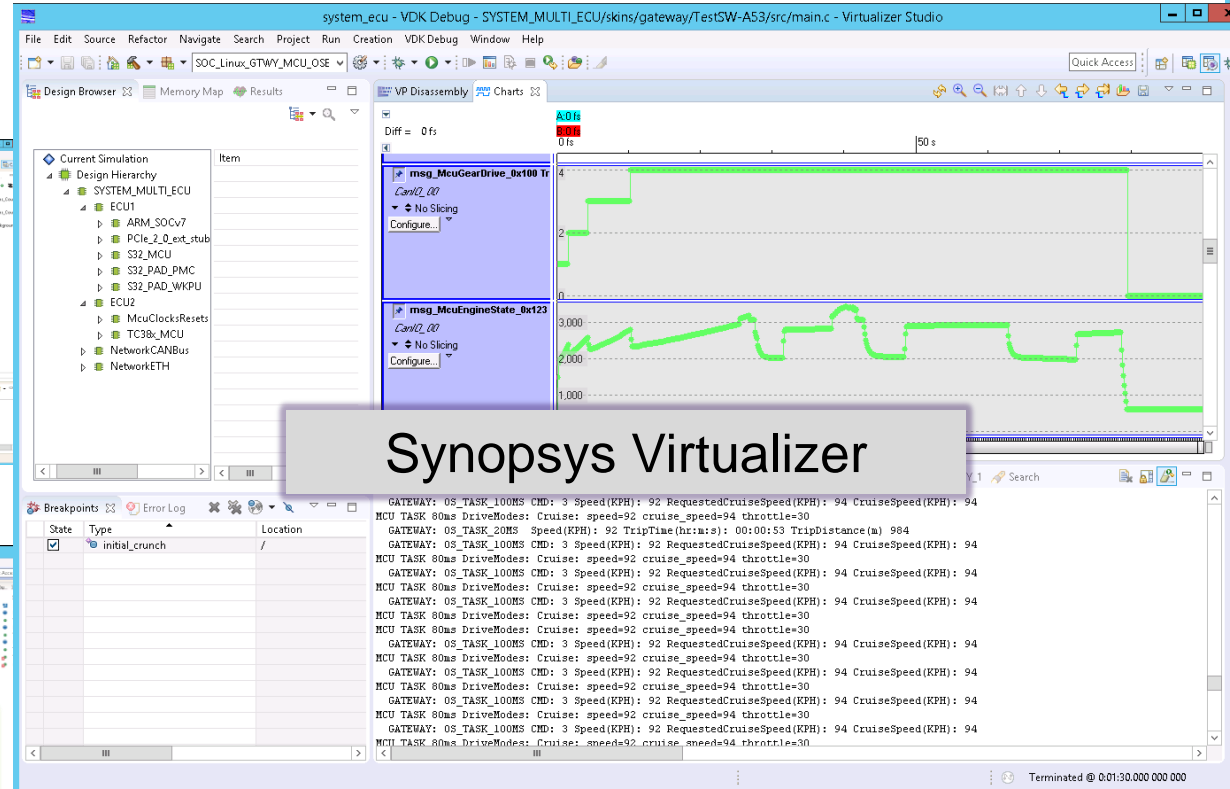 system_ecu - VDK Debug - SYSTEM_MULTI_ECU/skins/gateway/TestSW-A53/src/main.c - Virtualizer Studio
File Edit Source Refactor Navigate Search Project Run Creation VDK Debug Window Help
SOC_Linux_GTWY_MCU_OSE
Quick Access
Design Browser Memory Map Results
VP Disassembly Charts
Diff = 0 fs
A:0 fs
B:0 fs
0 fs
50 s
Current Simulation
Item
Design Hierarchy
SYSTEM_MULTI_ECU
ECU1
ARM_SOCv7
PCIe_2_0_ext_stub
S32_MCU
S32_PAD_PMC
S32_PAD_WKPU
ECU2
McuClocksResets
TC38x_MCU
NetworkCANBus
NetworkETH
msg_McuGearDrive_0x100 Tr
CanIO_00
No Slicing
Configure...
4
2
0
msg_McuEngineState_0x123
CanIO_00
No Slicing
Configure...
3,000
2,000
1,000
Synopsys Virtualizer
Y_1 Search
Breakpoints Error Log
State Type Location
initial_crunch /
GATEWAY: OS_TASK_100MS CMD: 3 Speed(KPH): 92 RequestedCruiseSpeed(KPH): 94 CruiseSpeed(KPH): 94
MCU TASK 80ms DriveModes: Cruise: speed=92 cruise_speed=94 throttle=30
GATEWAY: OS_TASK_20MS Speed(KPH): 92 TripTime(hr:m:s): 00:00:53 TripDistance(m) 984
GATEWAY: OS_TASK_100MS CMD: 3 Speed(KPH): 92 RequestedCruiseSpeed(KPH): 94 CruiseSpeed(KPH): 94
MCU TASK 80ms DriveModes: Cruise: speed=92 cruise_speed=94 throttle=30
GATEWAY: OS_TASK_100MS CMD: 3 Speed(KPH): 92 RequestedCruiseSpeed(KPH): 94 CruiseSpeed(KPH): 94
MCU TASK 80ms DriveModes: Cruise: speed=92 cruise_speed=94 throttle=30
GATEWAY: OS_TASK_100MS CMD: 3 Speed(KPH): 92 RequestedCruiseSpeed(KPH): 94 CruiseSpeed(KPH): 94
MCU TASK 80ms DriveModes: Cruise: speed=92 cruise_speed=94 throttle=30
MCU TASK 80ms DriveModes: Cruise: speed=92 cruise_speed=94 throttle=30
GATEWAY: OS_TASK_100MS CMD: 3 Speed(KPH): 92 RequestedCruiseSpeed(KPH): 94 CruiseSpeed(KPH): 94
MCU TASK 80ms DriveModes: Cruise: speed=92 cruise_speed=94 throttle=30
GATEWAY: OS_TASK_100MS CMD: 3 Speed(KPH): 92 RequestedCruiseSpeed(KPH): 94 CruiseSpeed(KPH): 94
MCU TASK 80ms DriveModes: Cruise: speed=92 cruise_speed=94 throttle=30
GATEWAY: OS_TASK_100MS CMD: 3 Speed(KPH): 92 RequestedCruiseSpeed(KPH): 94 CruiseSpeed(KPH): 94
MCU TASK 80ms DriveModes: Cruise: speed=92 cruise_speed=94 throttle=30
GATEWAY: OS_TASK_100MS CMD: 3 Speed(KPH): 92 RequestedCruiseSpeed(KPH): 94 CruiseSpeed(KPH): 94
MCU TASK 80ms DriveModes: Cruise: speed=92 cruise_speed=94 throttle=30
Terminated @ 0:01:30.000 000 000